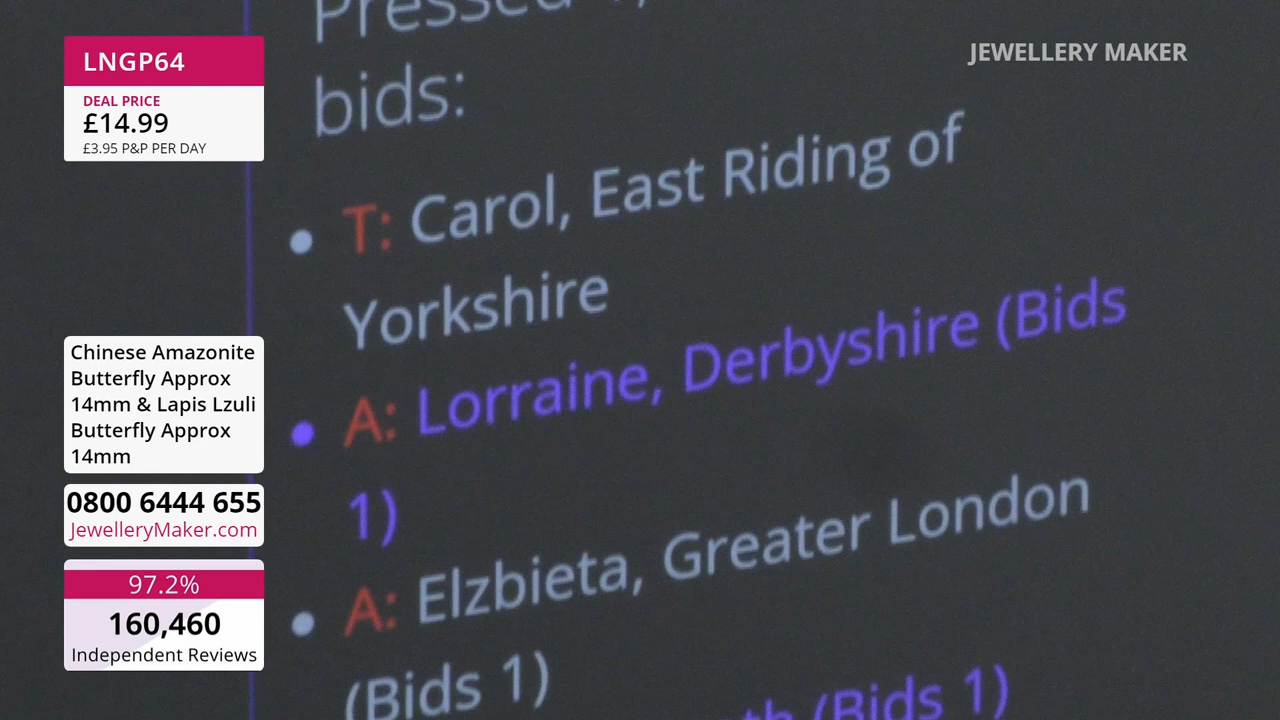 LNGP64
DEAL PRICE
£14.99
£3.95 P&P PER DAY
JEWELLERY MAKER
Pressed
bids:
T: Carol, East Riding of
Yorkshire
A: Lorraine, Derbyshire (Bids
1)
A: Elzbieta, Greater London
(Bids 1)
(Bids 1)
Chinese Amazonite
Butterfly Approx
14mm & Lapis Lzuli
Butterfly Approx
14mm
0800 6444 655
JewelleryMaker.com
97.2%
160,460
Independent Reviews